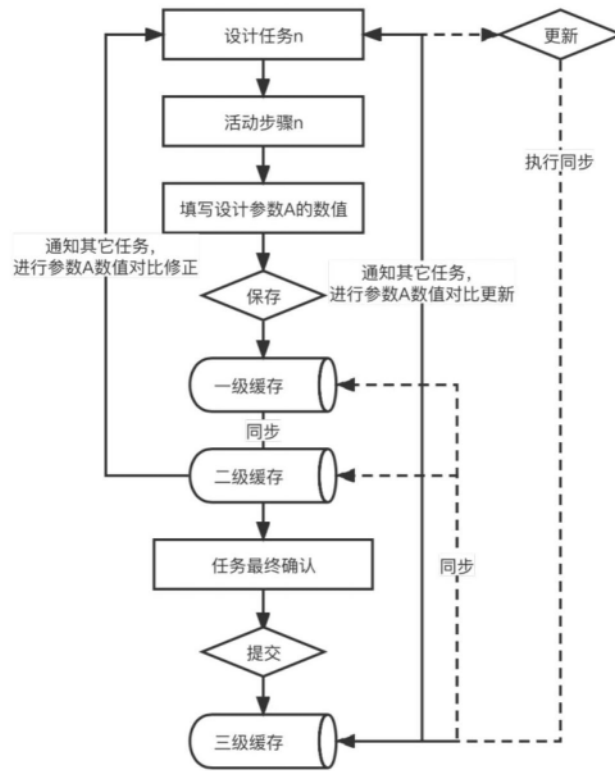 设计任务n
更新
活动步骤n
执行同步
填写设计参数A的数值
通知其它任务，
进行参数A数值对比修正
通知其它任务，
进行参数A数值对比更新
保存
一级缓存
同步
二级缓存
任务最终确认
同步
提交
三级缓存